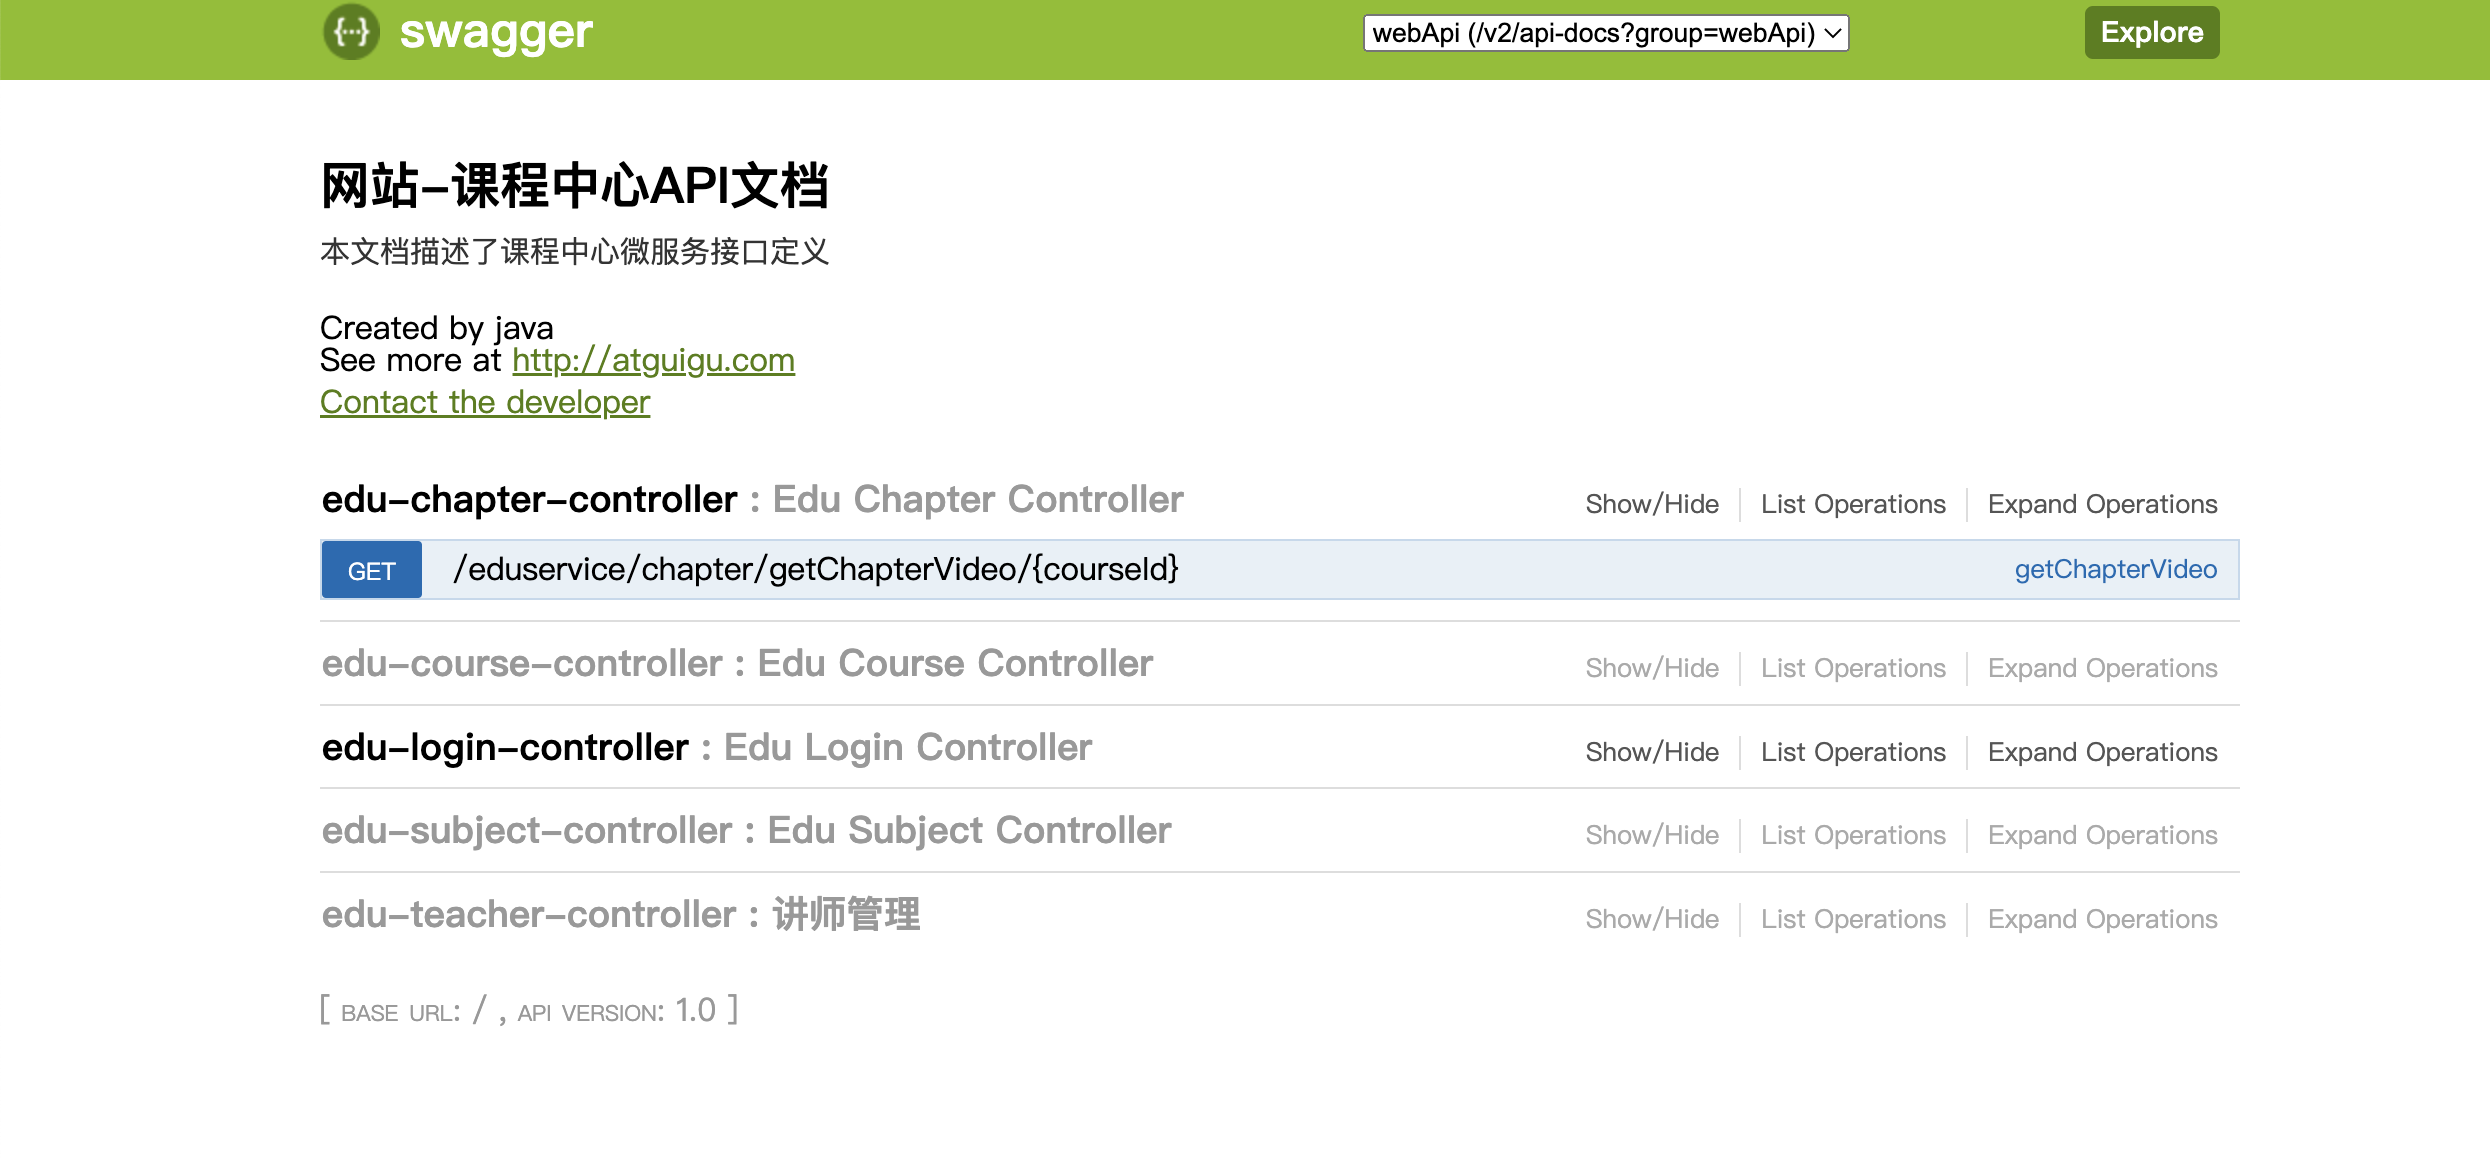 {···} swagger webApi (/v2/api-docs?group=webApi) Explore
网站-课程中心API文档
本文档描述了课程中心微服务接口定义
Created by java
See more at http://atguigu.com
Contact the developer
edu-chapter-controller : Edu Chapter Controller Show/Hide List Operations Expand Operations
GET /eduservice/chapter/getChapterVideo/{courseId} getChapterVideo
edu-course-controller : Edu Course Controller Show/Hide List Operations Expand Operations
edu-login-controller : Edu Login Controller Show/Hide List Operations Expand Operations
edu-subject-controller : Edu Subject Controller Show/Hide List Operations Expand Operations
edu-teacher-controller : 讲师管理 Show/Hide List Operations Expand Operations
[ BASE URL: / , API VERSION: 1.0 ]